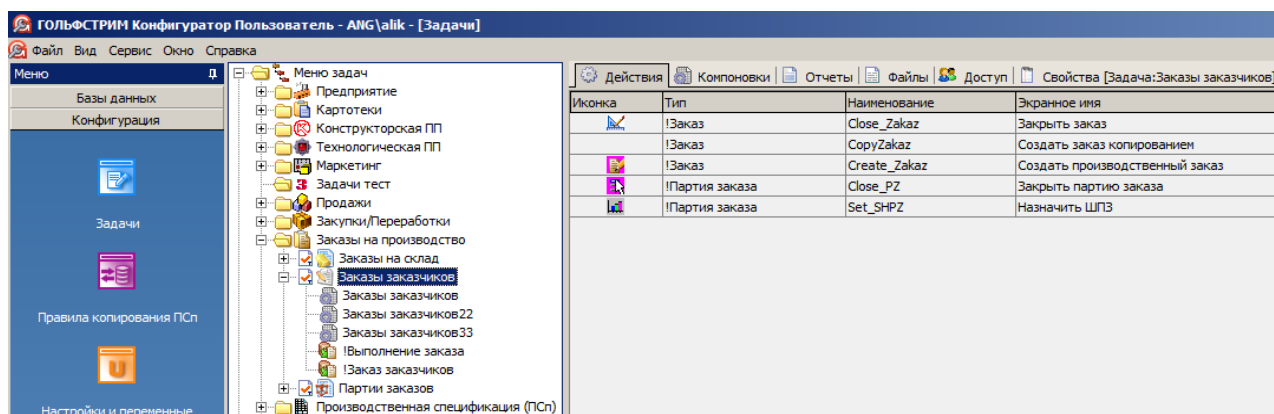 ГОЛЬФСТРИМ Конфигуратор Пользователь - ANG\alik - [Задачи]
Файл Вид Сервис Окно Справка
Меню
Базы данных
Конфигурация
Задачи
Правила копирования ПСп
Настройки и переменные
Меню задач
Предприятие
Картотеки
Конструкторская ПП
Технологическая ПП
Маркетинг
Задачи тест
Продажи
Закупки/Переработки
Заказы на производство
Заказы на склад
Заказы заказчиков
Заказы заказчиков
Заказы заказчиков22
Заказы заказчиков33
!Выполнение заказа
!Заказ заказчиков
Партии заказов
Производственная спецификация (ПСп)
Действия Компоновки Отчеты Файлы Доступ Свойства [Задача:Заказы заказчиков]
Иконка Тип Наименование Экранное имя
!Заказ Close_Zakaz Закрыть заказ
!Заказ CopyZakaz Создать заказ копированием
!Заказ Create_Zakaz Создать производственный заказ
!Партия заказа Close_PZ Закрыть партию заказа
!Партия заказа Set_SHPZ Назначить ШПЗ